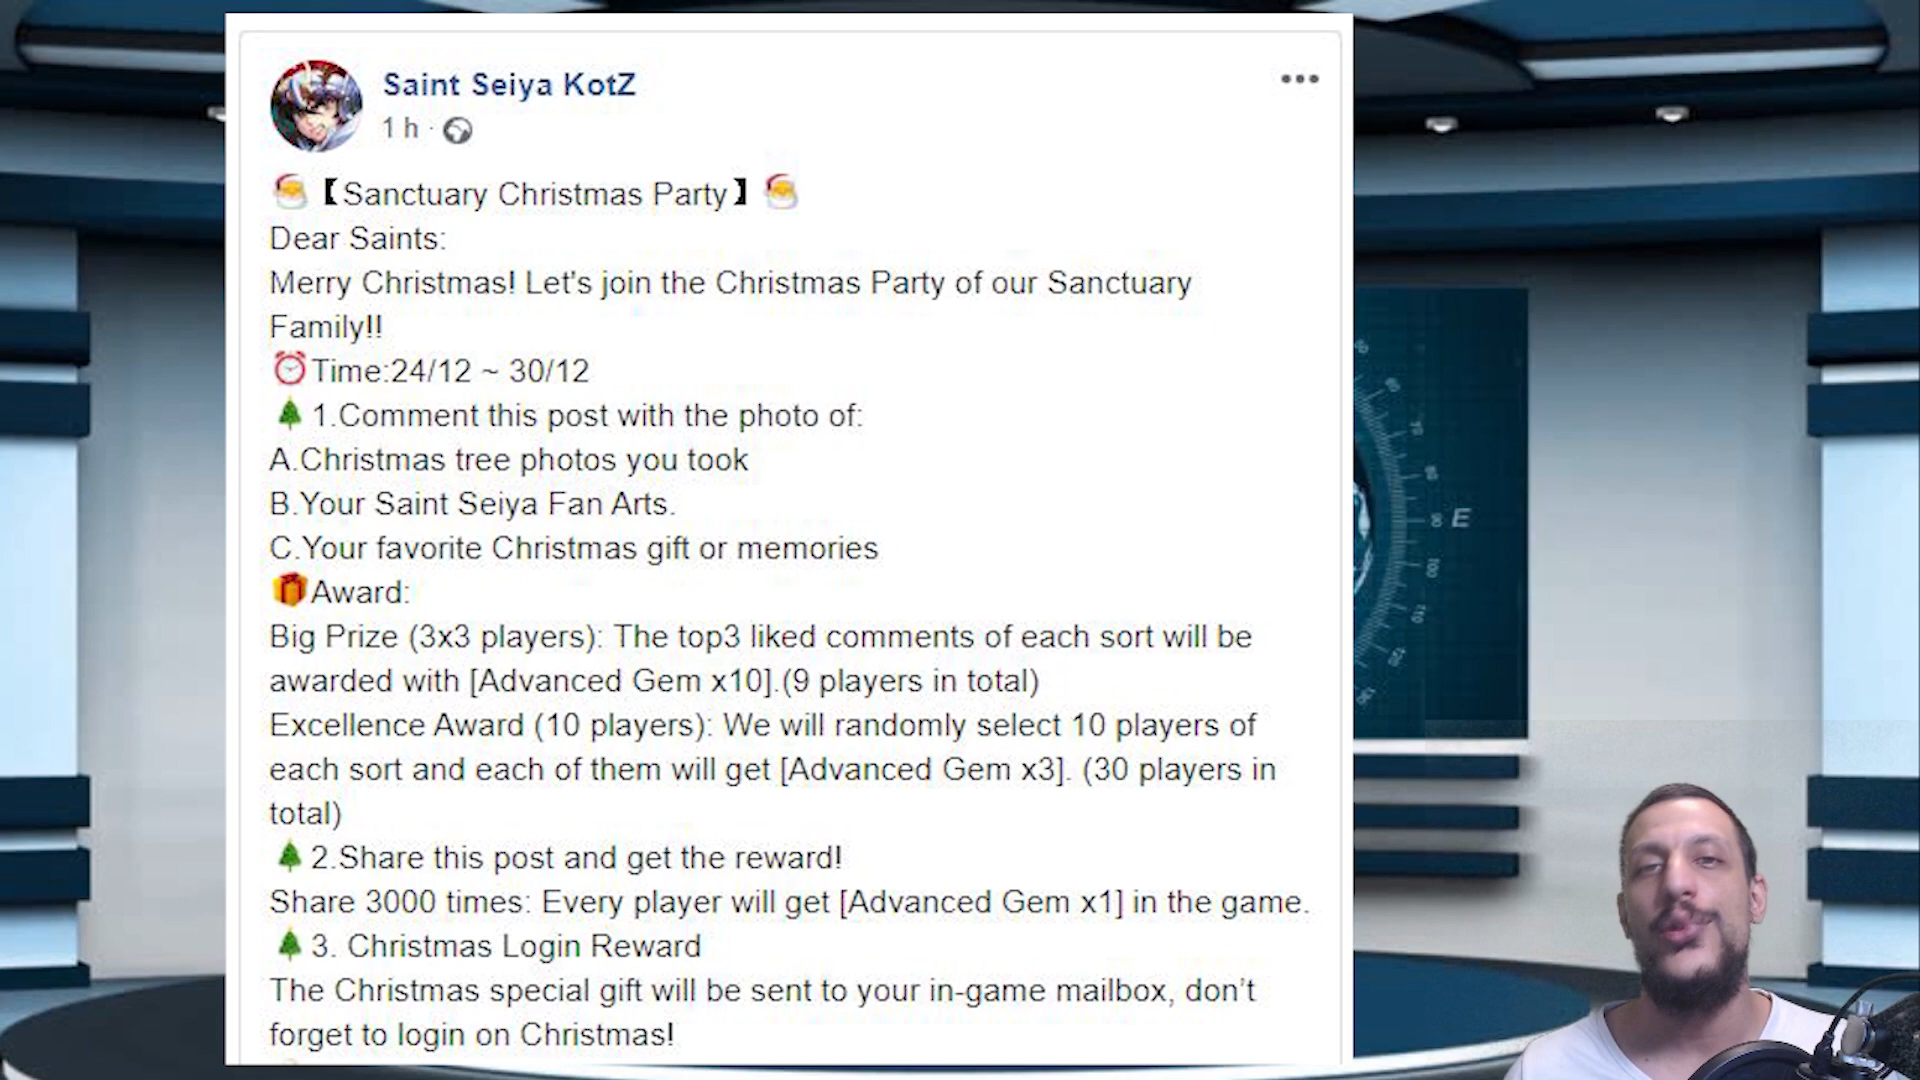 Saint Seiya KotZ
1 h ·
【Sanctuary Christmas Party】
Dear Saints:
Merry Christmas! Let's join the Christmas Party of our Sanctuary
Family!!
Time:24/12 ~ 30/12
1.Comment this post with the photo of:
A.Christmas tree photos you took
B.Your Saint Seiya Fan Arts.
C.Your favorite Christmas gift or memories
Award:
Big Prize (3x3 players): The top3 liked comments of each sort will be
awarded with [Advanced Gem x10].(9 players in total)
Excellence Award (10 players): We will randomly select 10 players of
each sort and each of them will get [Advanced Gem x3]. (30 players in
total)
2.Share this post and get the reward!
Share 3000 times: Every player will get [Advanced Gem x1] in the game.
3. Christmas Login Reward
The Christmas special gift will be sent to your in-game mailbox, don’t
forget to login on Christmas!
E
100
110
120